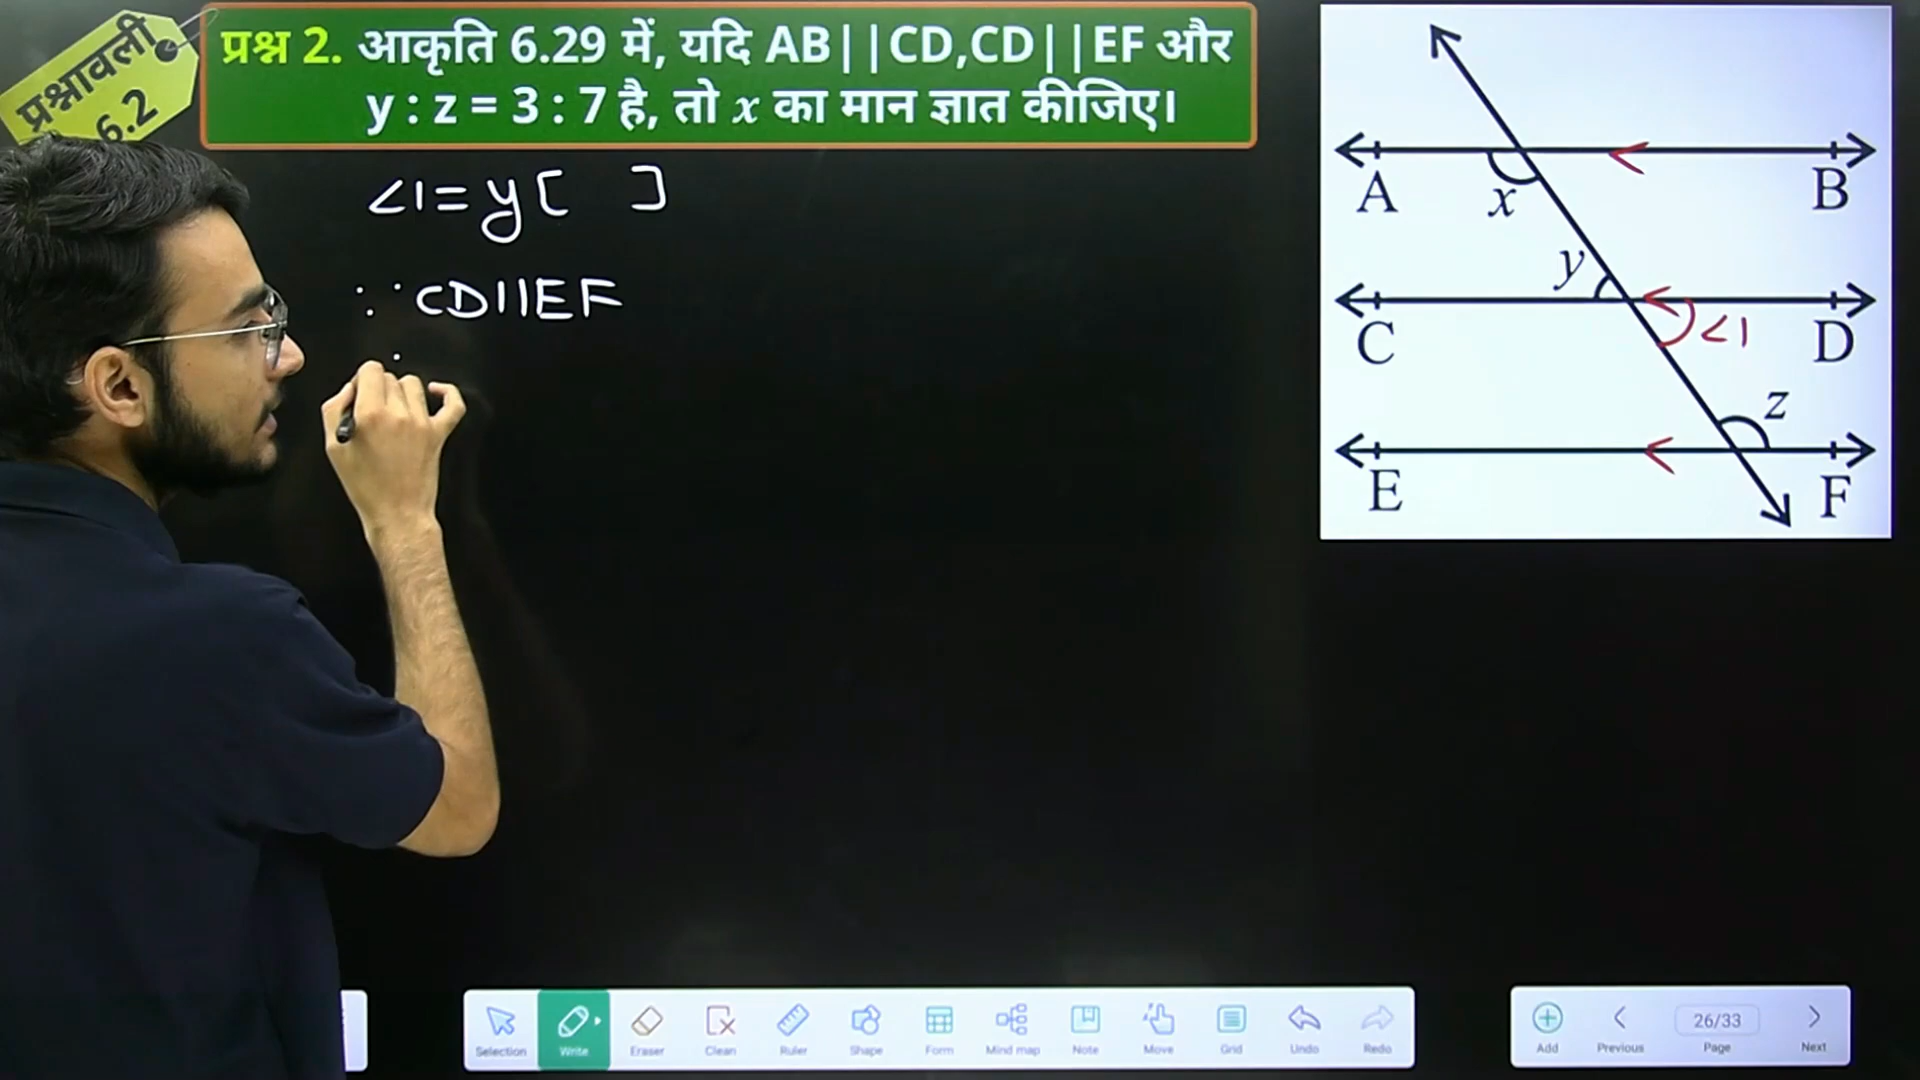 प्रश्नावली
6.2
प्रश्न 2. आकृति 6.29 में, यदि AB||CD,CD||EF और
y : z = 3 : 7 है, तो x का मान ज्ञात कीजिए।
∠1=y[ ]
∵ CD||EF
A
B
x
y
C
D
∠1
z
E
F
Selection
Write
Eraser
Clean
Ruler
Shape
Form
Mind map
Note
Move
Grid
Undo
Redo
Add
Previous
26/33
Page
Next